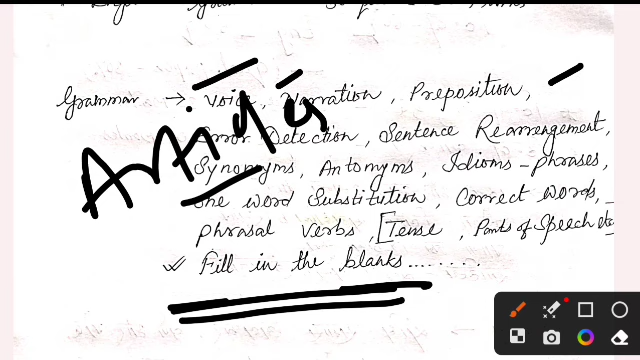 Grammar → Voice, Narration, Preposition,
Error Detection, Sentence Rearrangement,
Synonyms, Antonyms, Idioms - phrases,
One word Substitution, Correct words,
phrasal verbs, [Tense, Parts of Speech etc
✓ Fill in the blanks........
Articles